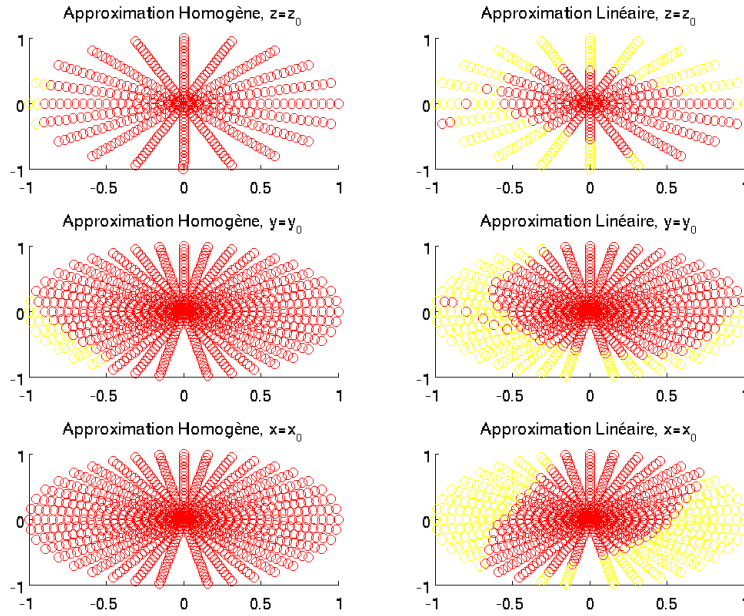 Approximation Homogène, z=z₀
Approximation Linéaire, z=z₀
1
0
-1
-1 -0.5 0 0.5 1
1
0
-1
-1 -0.5 0 0.5 1
Approximation Homogène, y=y₀
Approximation Linéaire, y=y₀
1
0
-1
-1 -0.5 0 0.5 1
1
0
-1
-1 -0.5 0 0.5 1
Approximation Homogène, x=x₀
Approximation Linéaire, x=x₀
1
0
-1
-1 -0.5 0 0.5 1
1
0
-1
-1 -0.5 0 0.5 1